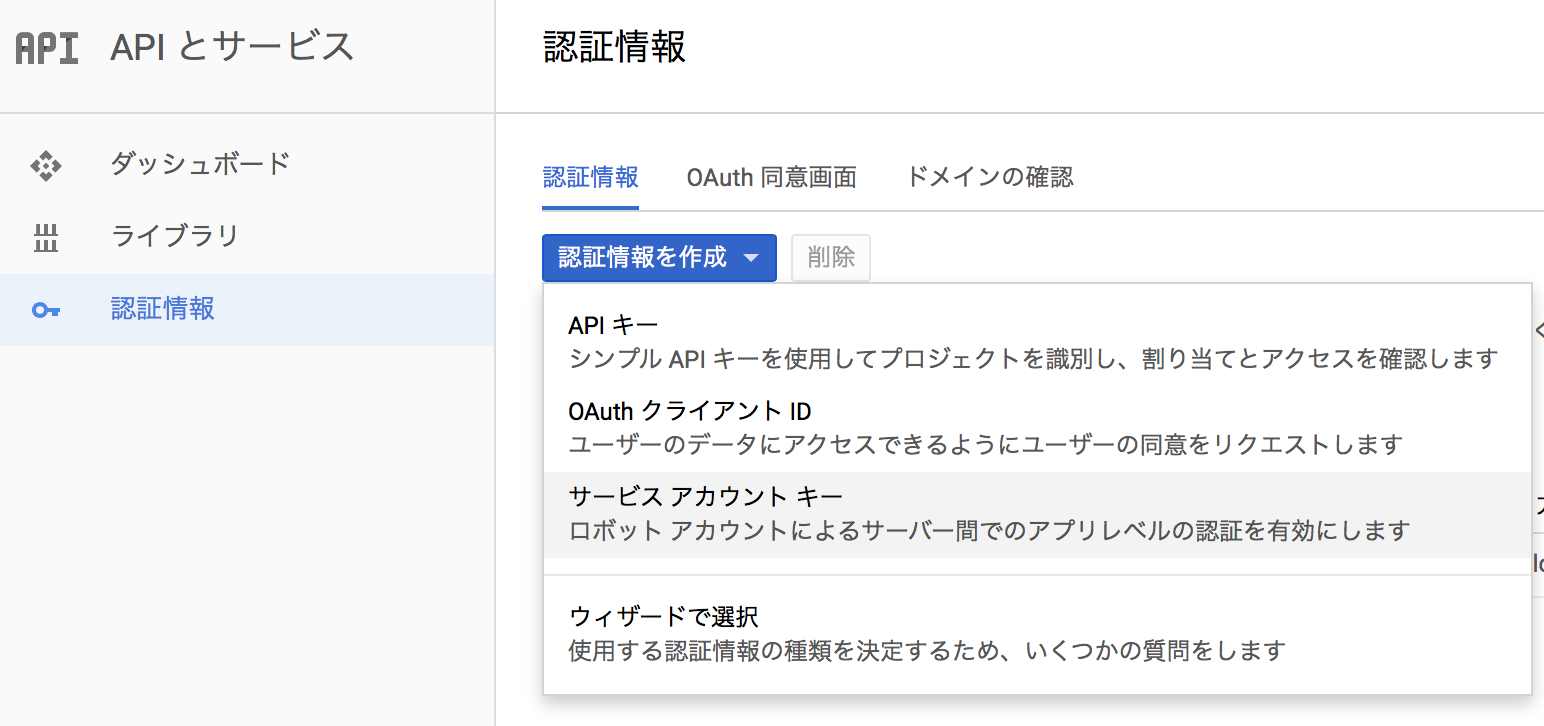 API API とサービス
認証情報
ダッシュボード
ライブラリ
認証情報
認証情報 OAuth 同意画面 ドメインの確認
認証情報を作成 削除
API キー
シンプル API キーを使用してプロジェクトを識別し、割り当てとアクセスを確認します
OAuth クライアント ID
ユーザーのデータにアクセスできるようにユーザーの同意をリクエストします
サービス アカウント キー
ロボット アカウントによるサーバー間でのアプリレベルの認証を有効にします
ウィザードで選択
使用する認証情報の種類を決定するため、いくつかの質問をします